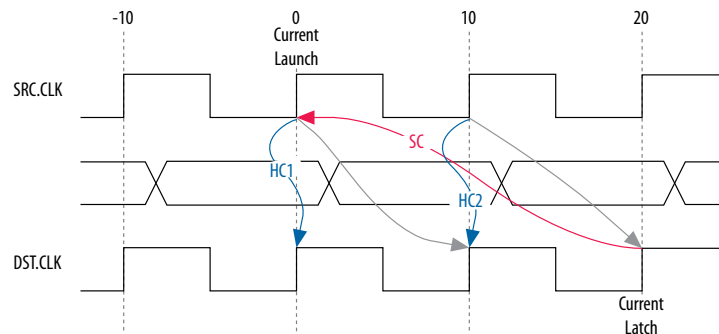 -10 0 10 20
Current
Launch
SRC.CLK
SC
HC1
HC2
DST.CLK
Current
Latch